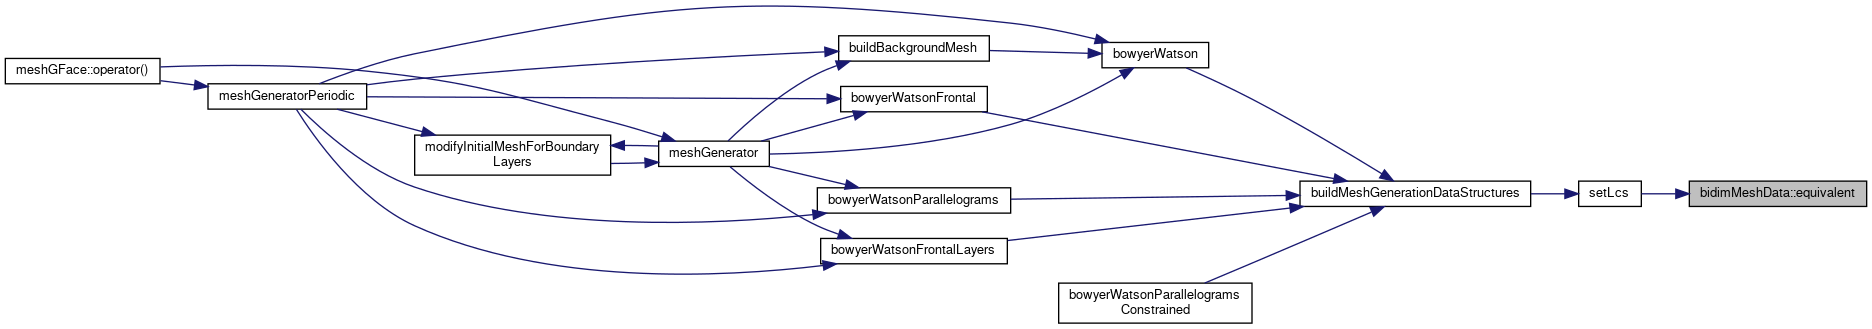 meshGFace::operator()
meshGeneratorPeriodic
modifyInitialMeshForBoundary
Layers
meshGenerator
buildBackgroundMesh
bowyerWatsonFrontal
bowyerWatsonParallelograms
bowyerWatsonFrontalLayers
bowyerWatson
bowyerWatsonParallelograms
Constrained
buildMeshGenerationDataStructures
setLcs
bidimMeshData::equivalent